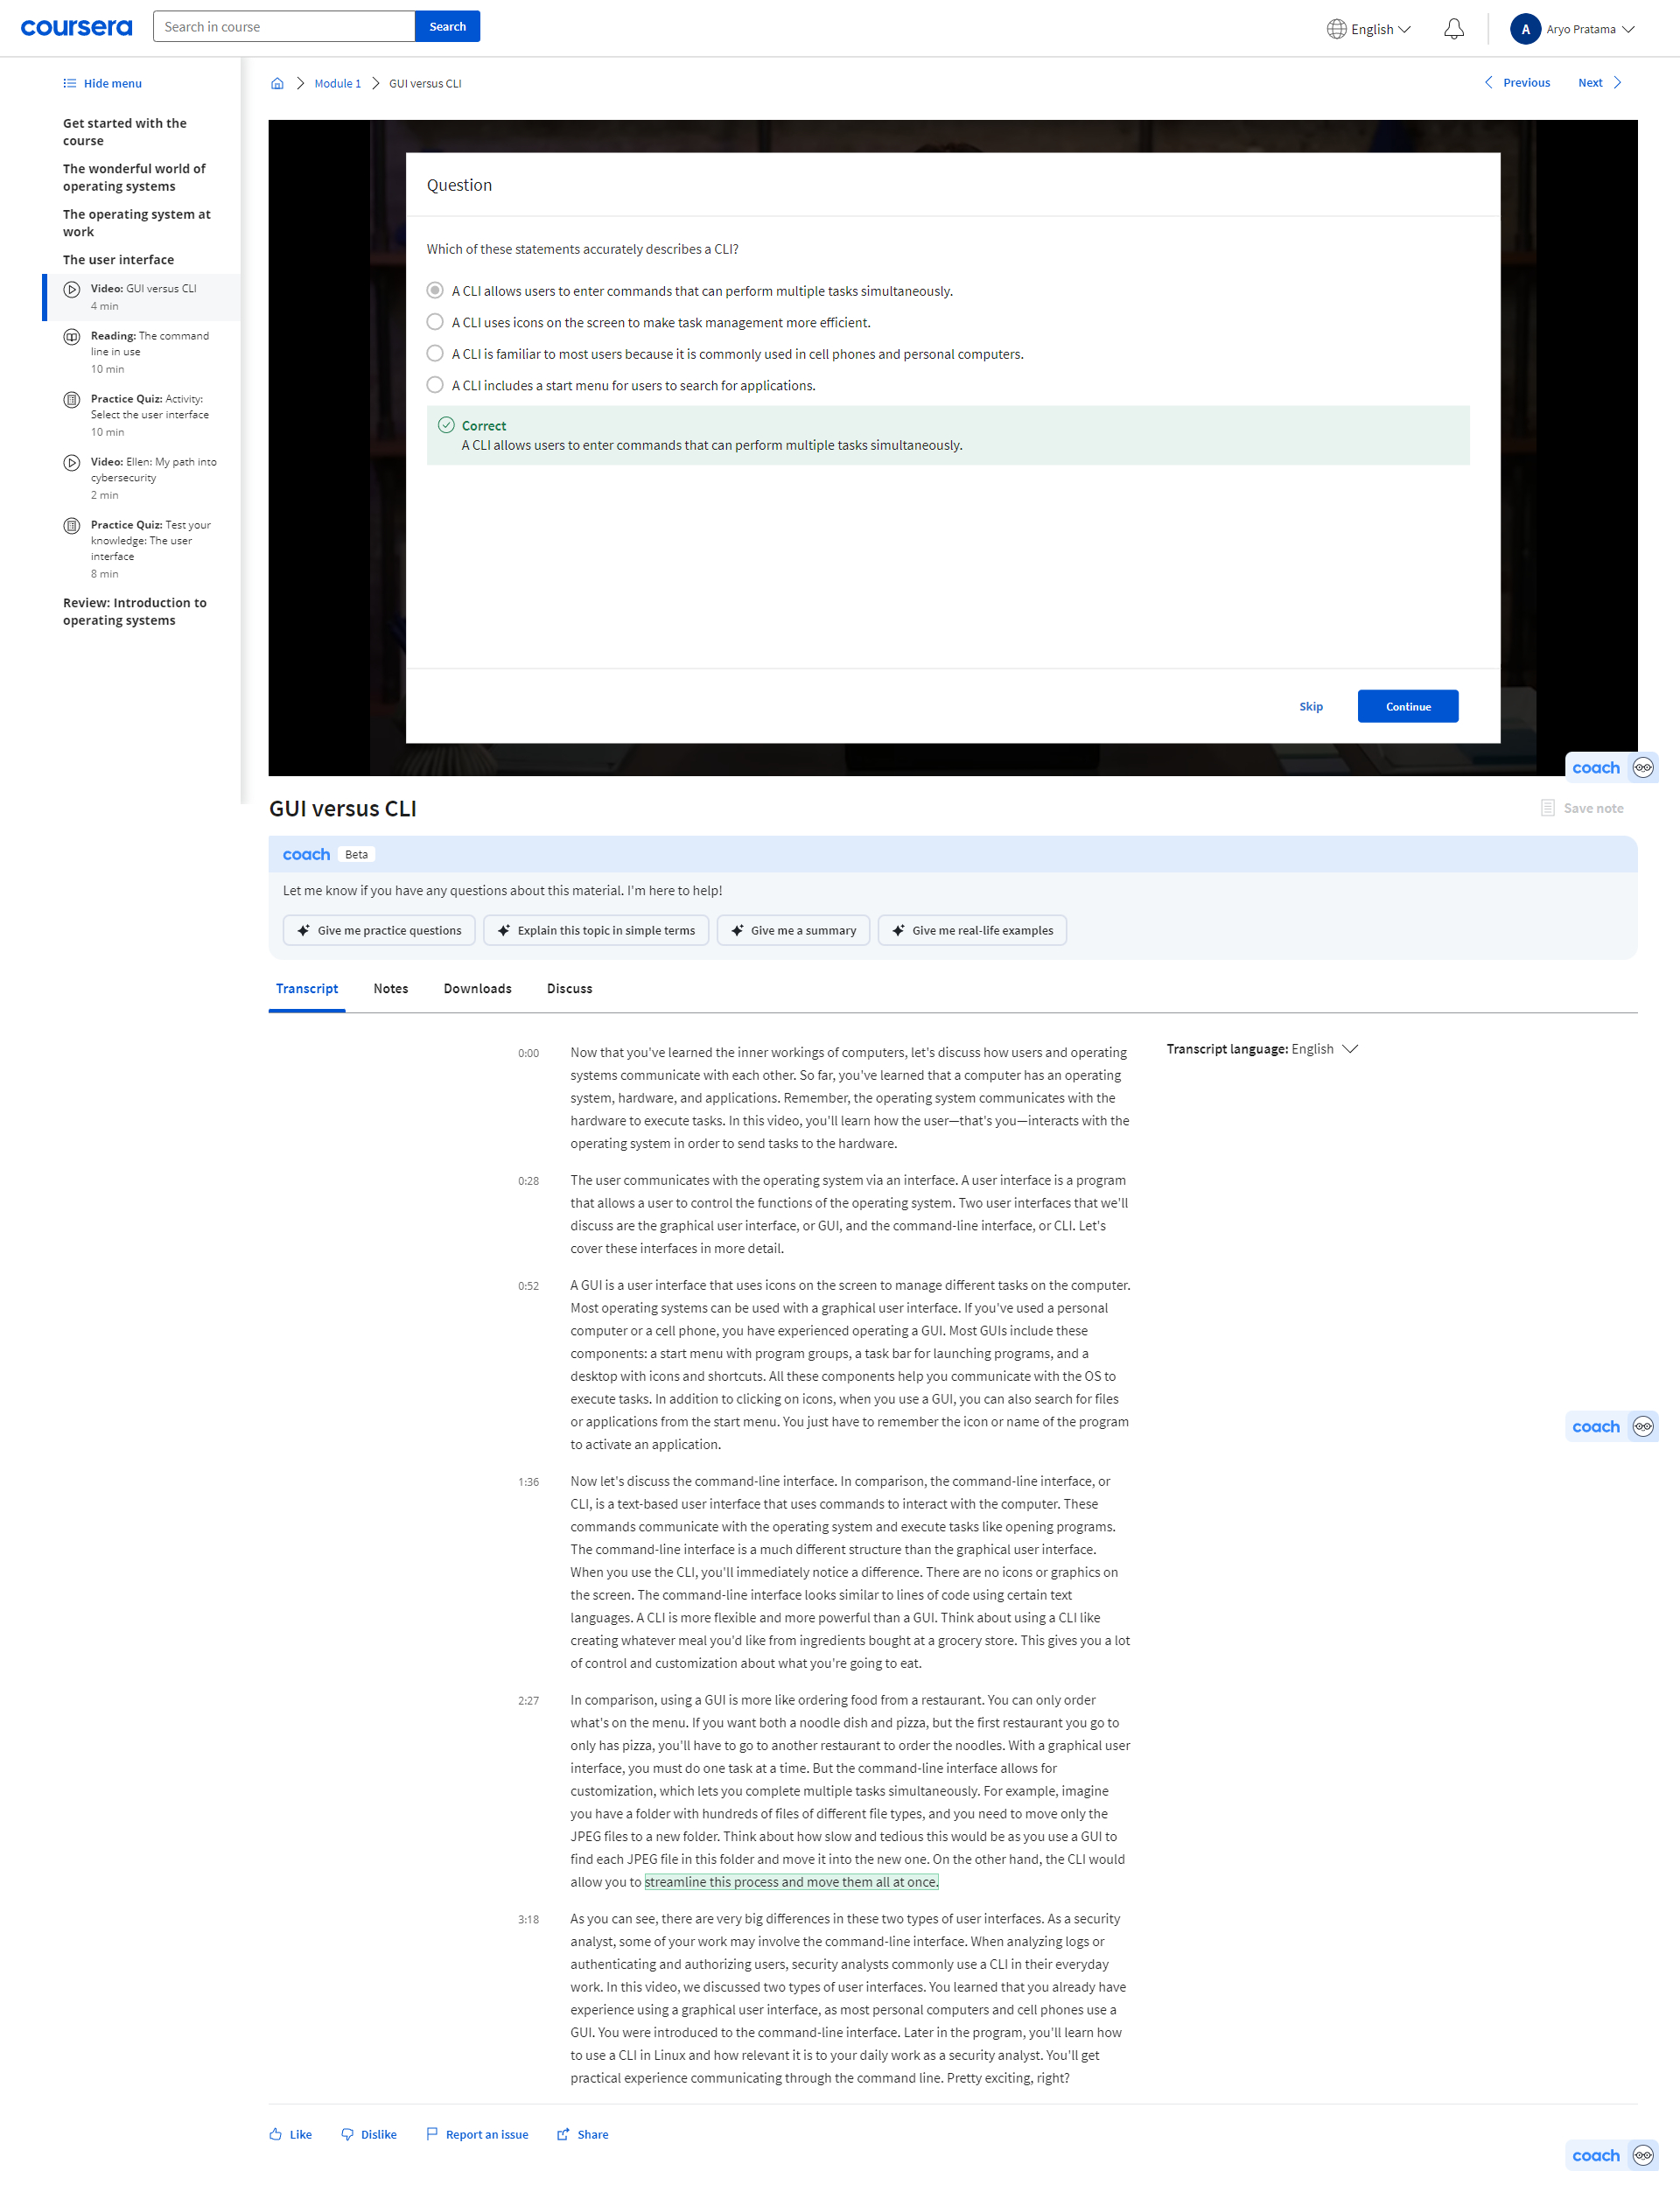 coursera
Search in course
Search
English
A
Aryo Pratama
Hide menu
Get started with the
course
The wonderful world of
operating systems
The operating system at
work
The user interface
Video: GUI versus CLI
4 min
Reading: The command
line in use
10 min
Practice Quiz: Activity:
Select the user interface
10 min
Video: Ellen: My path into
cybersecurity
2 min
Practice Quiz: Test your
knowledge: The user
interface
8 min
Review: Introduction to
operating systems
Module 1
GUI versus CLI
Previous
Next
Question
Which of these statements accurately describes a CLI?
A CLI allows users to enter commands that can perform multiple tasks simultaneously.
A CLI uses icons on the screen to make task management more efficient.
A CLI is familiar to most users because it is commonly used in cell phones and personal computers.
A CLI includes a start menu for users to search for applications.
Correct
A CLI allows users to enter commands that can perform multiple tasks simultaneously.
Skip
Continue
coach
GUI versus CLI
Save note
coach
Beta
Let me know if you have any questions about this material. I'm here to help!
Give me practice questions
Explain this topic in simple terms
Give me a summary
Give me real-life examples
Transcript
Notes
Downloads
Discuss
Transcript language: English
0:00
Now that you've learned the inner workings of computers, let's discuss how users and operating
systems communicate with each other. So far, you've learned that a computer has an operating
system, hardware, and applications. Remember, the operating system communicates with the
hardware to execute tasks. In this video, you'll learn how the user—that's you—interacts with the
operating system in order to send tasks to the hardware.
0:28
The user communicates with the operating system via an interface. A user interface is a program
that allows a user to control the functions of the operating system. Two user interfaces that we'll
discuss are the graphical user interface, or GUI, and the command-line interface, or CLI. Let's
cover these interfaces in more detail.
0:52
A GUI is a user interface that uses icons on the screen to manage different tasks on the computer.
Most operating systems can be used with a graphical user interface. If you've used a personal
computer or a cell phone, you have experienced operating a GUI. Most GUIs include these
components: a start menu with program groups, a task bar for launching programs, and a
desktop with icons and shortcuts. All these components help you communicate with the OS to
execute tasks. In addition to clicking on icons, when you use a GUI, you can also search for files
or applications from the start menu. You just have to remember the icon or name of the program
to activate an application.
coach
1:36
Now let's discuss the command-line interface. In comparison, the command-line interface, or
CLI, is a text-based user interface that uses commands to interact with the computer. These
commands communicate with the operating system and execute tasks like opening programs.
The command-line interface is a much different structure than the graphical user interface.
When you use the CLI, you'll immediately notice a difference. There are no icons or graphics on
the screen. The command-line interface looks similar to lines of code using certain text
languages. A CLI is more flexible and more powerful than a GUI. Think about using a CLI like
creating whatever meal you'd like from ingredients bought at a grocery store. This gives you a lot
of control and customization about what you're going to eat.
2:27
In comparison, using a GUI is more like ordering food from a restaurant. You can only order
what's on the menu. If you want both a noodle dish and pizza, but the first restaurant you go to
only has pizza, you'll have to go to another restaurant to order the noodles. With a graphical user
interface, you must do one task at a time. But the command-line interface allows for
customization, which lets you complete multiple tasks simultaneously. For example, imagine
you have a folder with hundreds of files of different file types, and you need to move only the
JPEG files to a new folder. Think about how slow and tedious this would be as you use a GUI to
find each JPEG file in this folder and move it into the new one. On the other hand, the CLI would
allow you to streamline this process and move them all at once.
3:18
As you can see, there are very big differences in these two types of user interfaces. As a security
analyst, some of your work may involve the command-line interface. When analyzing logs or
authenticating and authorizing users, security analysts commonly use a CLI in their everyday
work. In this video, we discussed two types of user interfaces. You learned that you already have
experience using a graphical user interface, as most personal computers and cell phones use a
GUI. You were introduced to the command-line interface. Later in the program, you'll learn how
to use a CLI in Linux and how relevant it is to your daily work as a security analyst. You'll get
practical experience communicating through the command line. Pretty exciting, right?
Like
Dislike
Report an issue
Share
coach